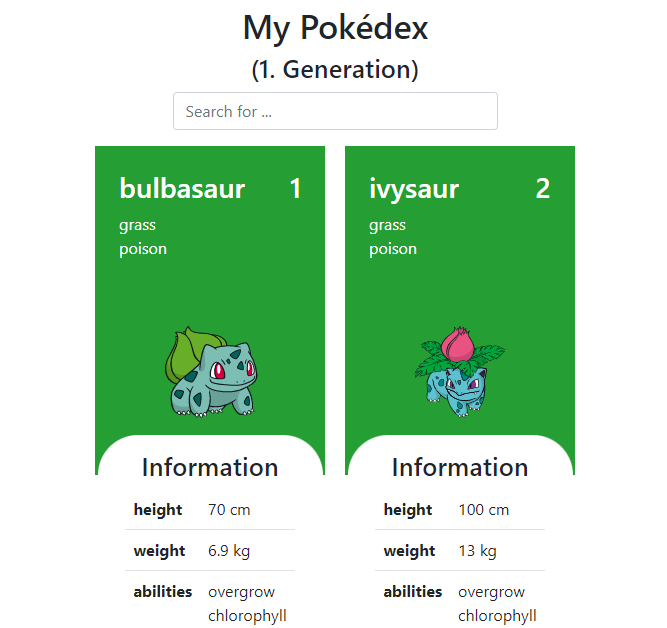 My Pokédex
(1. Generation)
Search for ...
bulbasaur 1
grass
poison
Information
height 70 cm
weight 6.9 kg
abilities overgrow
chlorophyll
ivysaur 2
grass
poison
Information
height 100 cm
weight 13 kg
abilities overgrow
chlorophyll